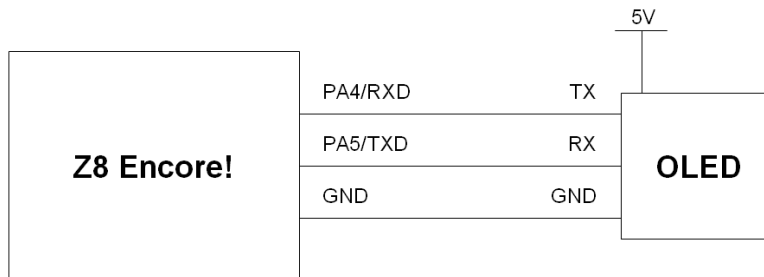 5V
PA4/RXD TX
PA5/TXD RX
Z8 Encore! OLED
GND GND